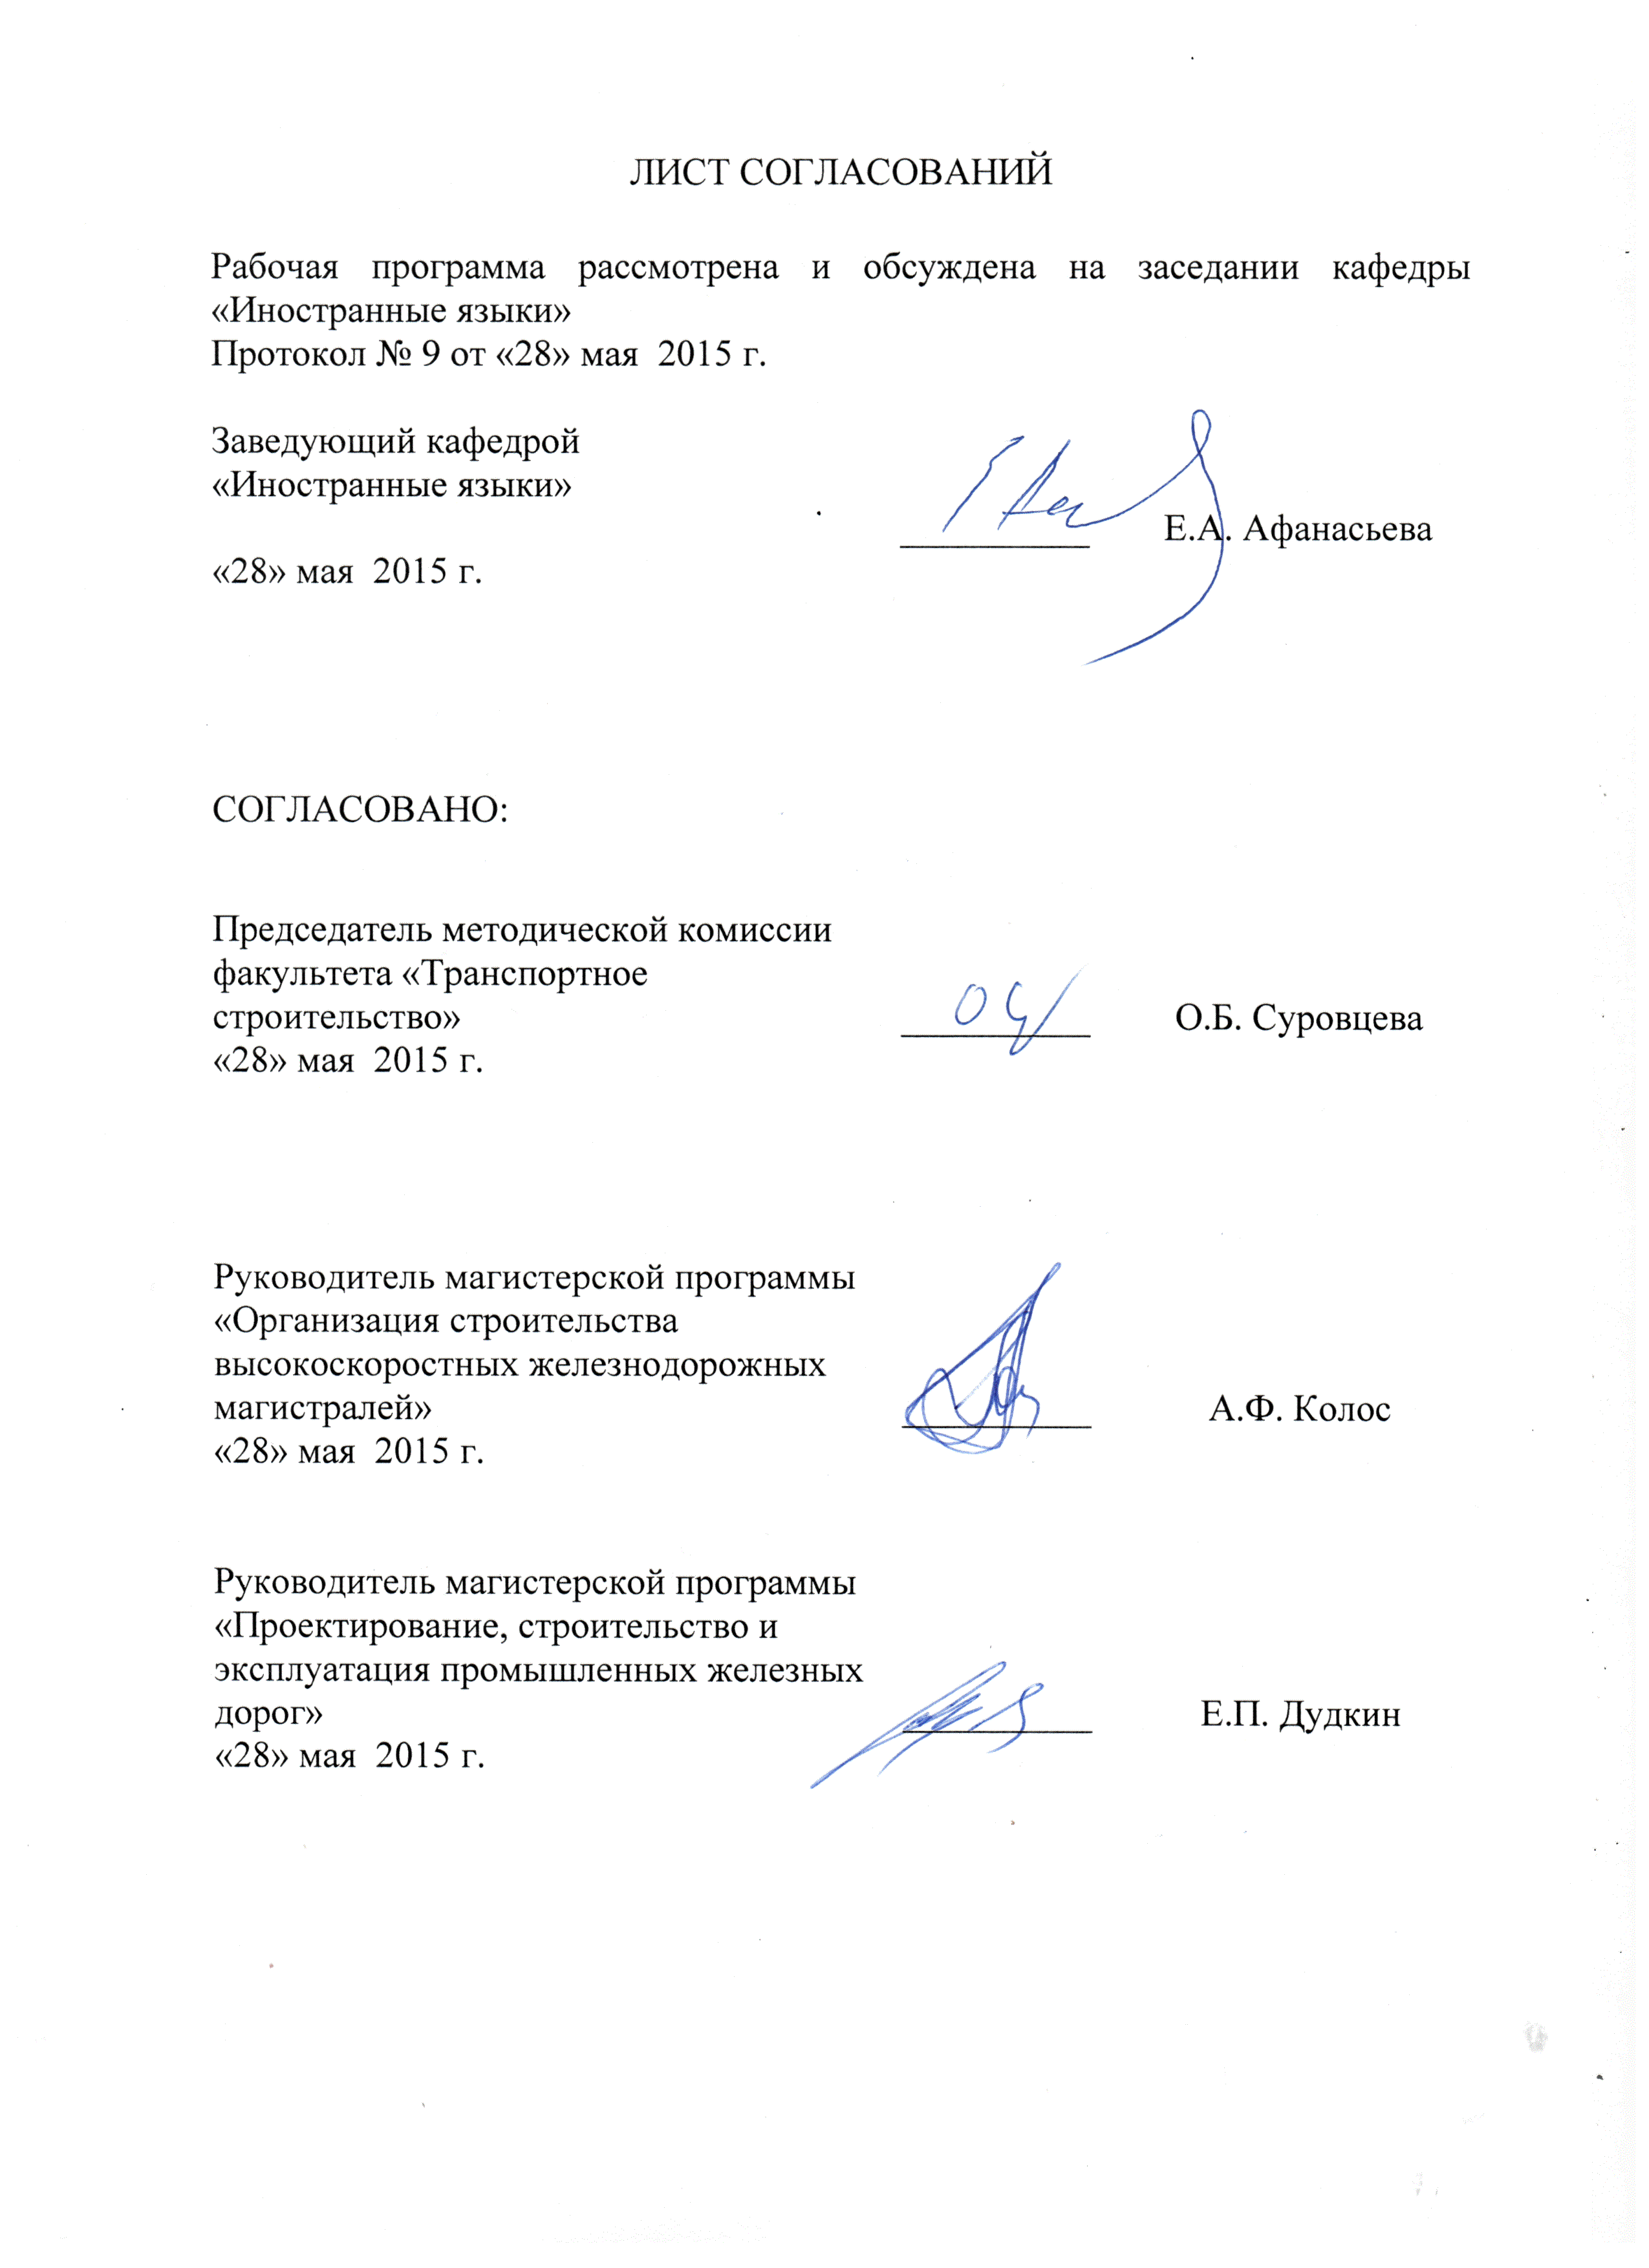 ЛИСТ СОГЛАСОВАНИЙ
Рабочая программа рассмотрена и обсуждена на заседании кафедры
«Иностранные языки»
Протокол № 9 от «28» мая 2015 г.
Заведующий кафедрой
«Иностранные языки»
Е.А. Афанасьева
«28» мая 2015 г.
СОГЛАСОВАНО:
Председатель методической комиссии
факультета «Транспортное
строительство» О.Б. Суровцева
«28» мая 2015 г.
Руководитель магистерской программы
«Организация строительства
высокоскоростных железнодорожных
магистралей» А.Ф. Колос
«28» мая 2015 г.
Руководитель магистерской программы
«Проектирование, строительство и
эксплуатация промышленных железных
дорог» Е.П. Дудкин
«28» мая 2015 г.